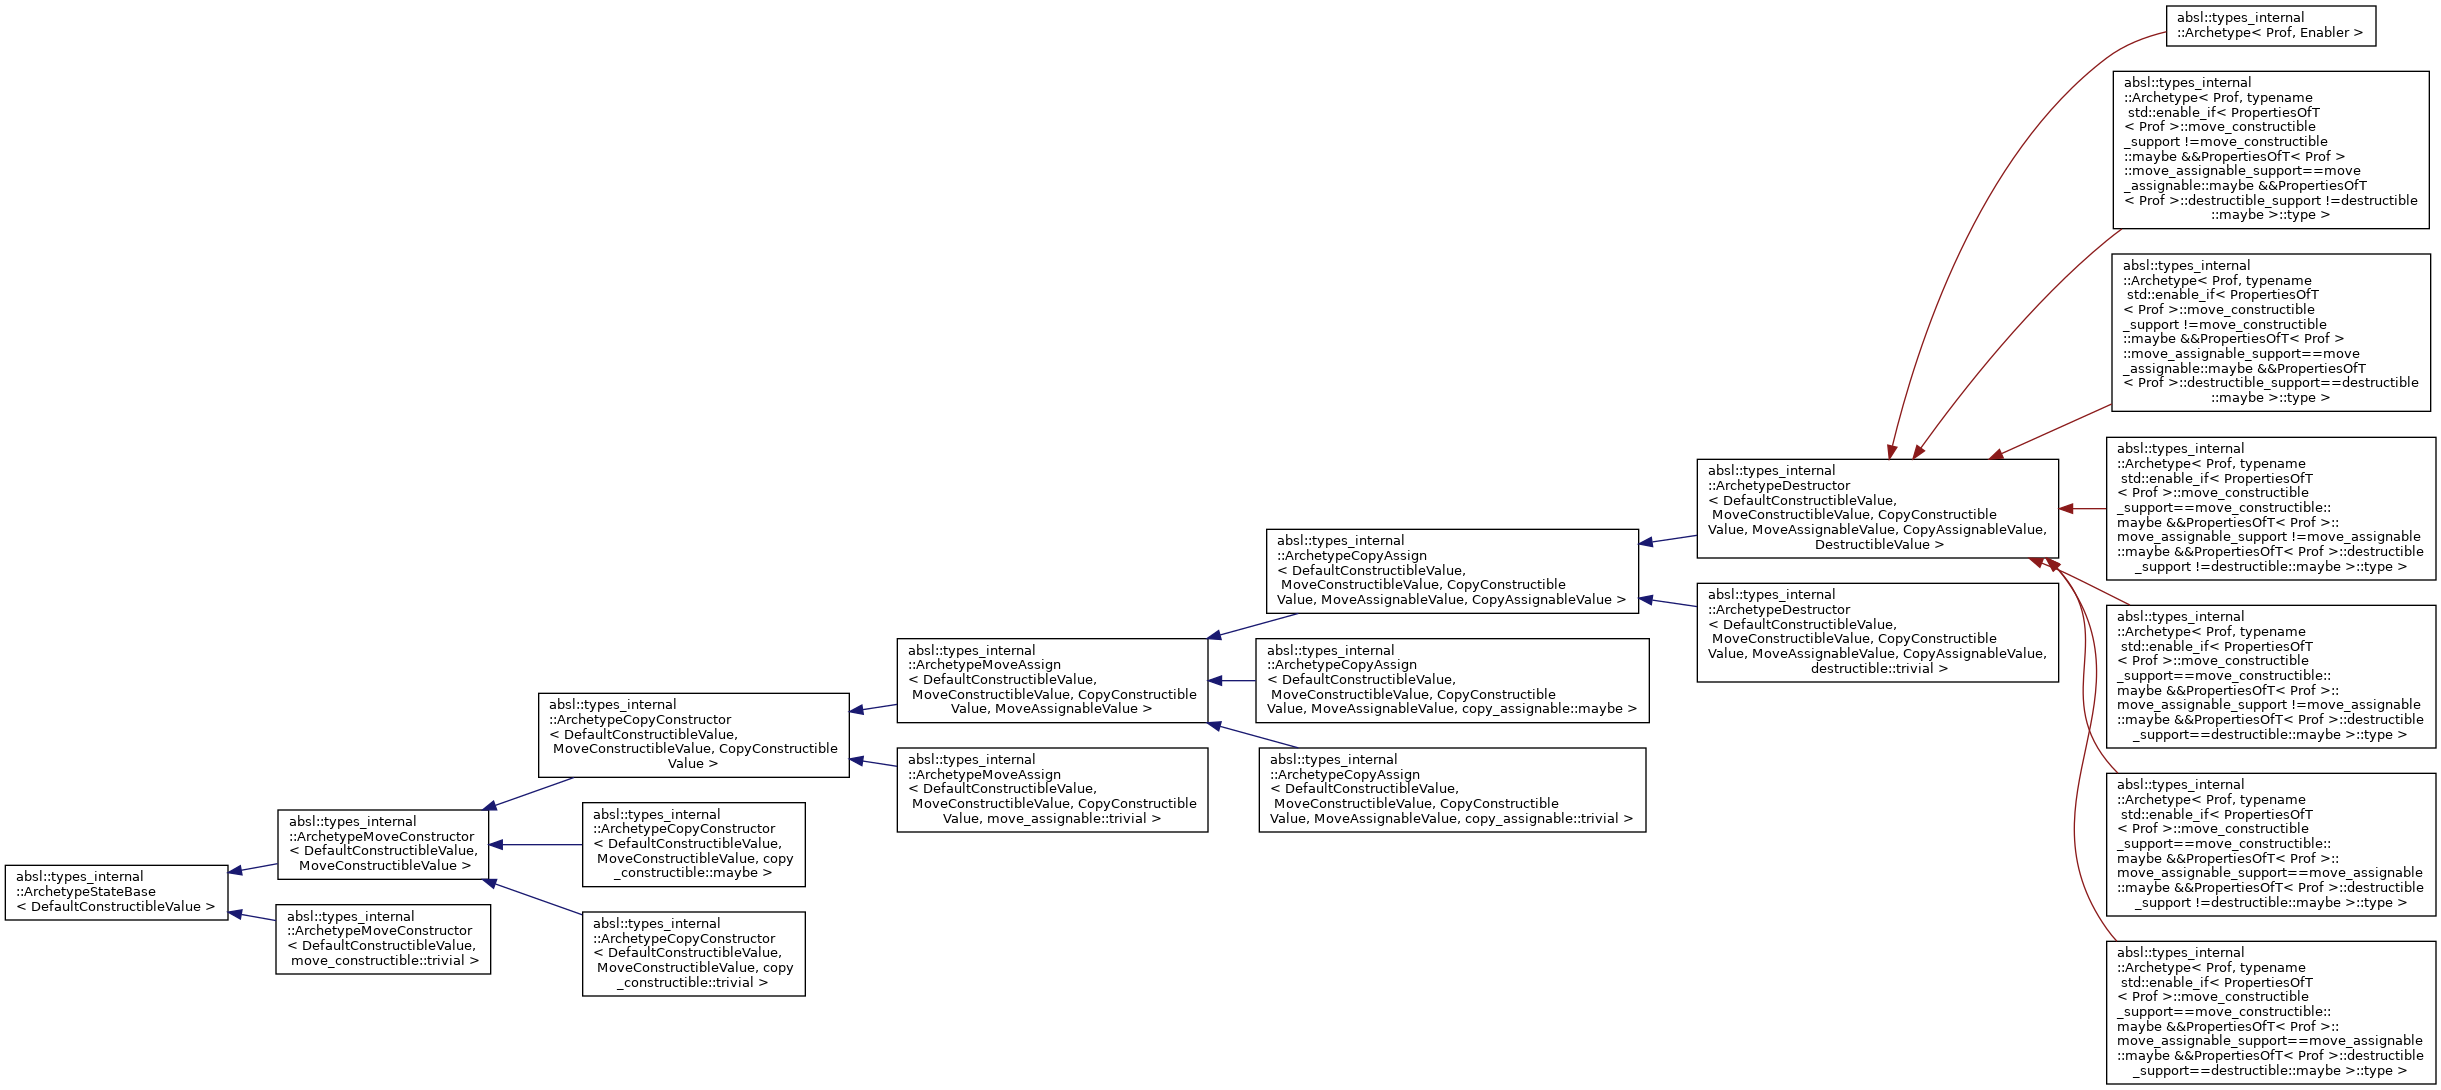 absl::types_internal
::ArchetypeStateBase
< DefaultConstructibleValue >
absl::types_internal
::ArchetypeMoveConstructor
< DefaultConstructibleValue,
MoveConstructibleValue >
absl::types_internal
::ArchetypeMoveConstructor
< DefaultConstructibleValue,
move_constructible::trivial >
absl::types_internal
::ArchetypeCopyConstructor
< DefaultConstructibleValue,
MoveConstructibleValue, CopyConstructible
Value >
absl::types_internal
::ArchetypeCopyConstructor
< DefaultConstructibleValue,
MoveConstructibleValue, copy
_constructible::maybe >
absl::types_internal
::ArchetypeCopyConstructor
< DefaultConstructibleValue,
MoveConstructibleValue, copy
_constructible::trivial >
absl::types_internal
::ArchetypeMoveAssign
< DefaultConstructibleValue,
MoveConstructibleValue, CopyConstructible
Value, MoveAssignableValue >
absl::types_internal
::ArchetypeMoveAssign
< DefaultConstructibleValue,
MoveConstructibleValue, CopyConstructible
Value, move_assignable::trivial >
absl::types_internal
::ArchetypeCopyAssign
< DefaultConstructibleValue,
MoveConstructibleValue, CopyConstructible
Value, MoveAssignableValue, CopyAssignableValue >
absl::types_internal
::ArchetypeCopyAssign
< DefaultConstructibleValue,
MoveConstructibleValue, CopyConstructible
Value, MoveAssignableValue, copy_assignable::maybe >
absl::types_internal
::ArchetypeCopyAssign
< DefaultConstructibleValue,
MoveConstructibleValue, CopyConstructible
Value, MoveAssignableValue, copy_assignable::trivial >
absl::types_internal
::ArchetypeDestructor
< DefaultConstructibleValue,
MoveConstructibleValue, CopyConstructible
Value, MoveAssignableValue, CopyAssignableValue,
DestructibleValue >
absl::types_internal
::ArchetypeDestructor
< DefaultConstructibleValue,
MoveConstructibleValue, CopyConstructible
Value, MoveAssignableValue, CopyAssignableValue,
destructible::trivial >
absl::types_internal
::Archetype< Prof, Enabler >
absl::types_internal
::Archetype< Prof, typename
std::enable_if< PropertiesOfT
< Prof >::move_constructible
_support !=move_constructible
::maybe &&PropertiesOfT< Prof >
::move_assignable_support==move
_assignable::maybe &&PropertiesOfT
< Prof >::destructible_support !=destructible
::maybe >::type >
absl::types_internal
::Archetype< Prof, typename
std::enable_if< PropertiesOfT
< Prof >::move_constructible
_support !=move_constructible
::maybe &&PropertiesOfT< Prof >
::move_assignable_support==move
_assignable::maybe &&PropertiesOfT
< Prof >::destructible_support==destructible
::maybe >::type >
absl::types_internal
::Archetype< Prof, typename
std::enable_if< PropertiesOfT
< Prof >::move_constructible
_support==move_constructible::
maybe &&PropertiesOfT< Prof >::
move_assignable_support !=move_assignable
::maybe &&PropertiesOfT< Prof >::destructible
_support !=destructible::maybe >::type >
absl::types_internal
::Archetype< Prof, typename
std::enable_if< PropertiesOfT
< Prof >::move_constructible
_support==move_constructible::
maybe &&PropertiesOfT< Prof >::
move_assignable_support !=move_assignable
::maybe &&PropertiesOfT< Prof >::destructible
_support==destructible::maybe >::type >
absl::types_internal
::Archetype< Prof, typename
std::enable_if< PropertiesOfT
< Prof >::move_constructible
_support==move_constructible::
maybe &&PropertiesOfT< Prof >::
move_assignable_support==move_assignable
::maybe &&PropertiesOfT< Prof >::destructible
_support !=destructible::maybe >::type >
absl::types_internal
::Archetype< Prof, typename
std::enable_if< PropertiesOfT
< Prof >::move_constructible
_support==move_constructible::
maybe &&PropertiesOfT< Prof >::
move_assignable_support==move_assignable
::maybe &&PropertiesOfT< Prof >::destructible
_support==destructible::maybe >::type >